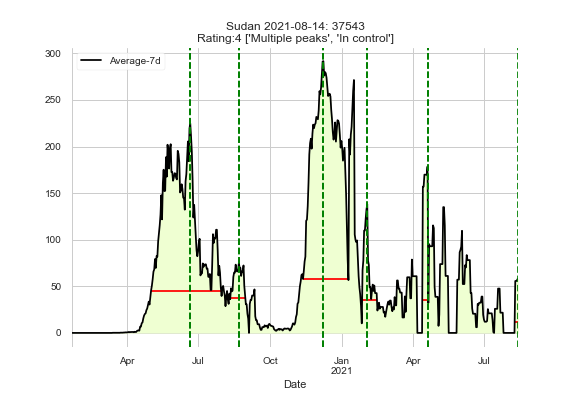 Sudan 2021-08-14: 37543
Rating:4 ['Multiple peaks', 'In control']
Average-7d
300
250
200
150
100
50
0
Apr Jul Oct Jan Apr Jul
2021
Date